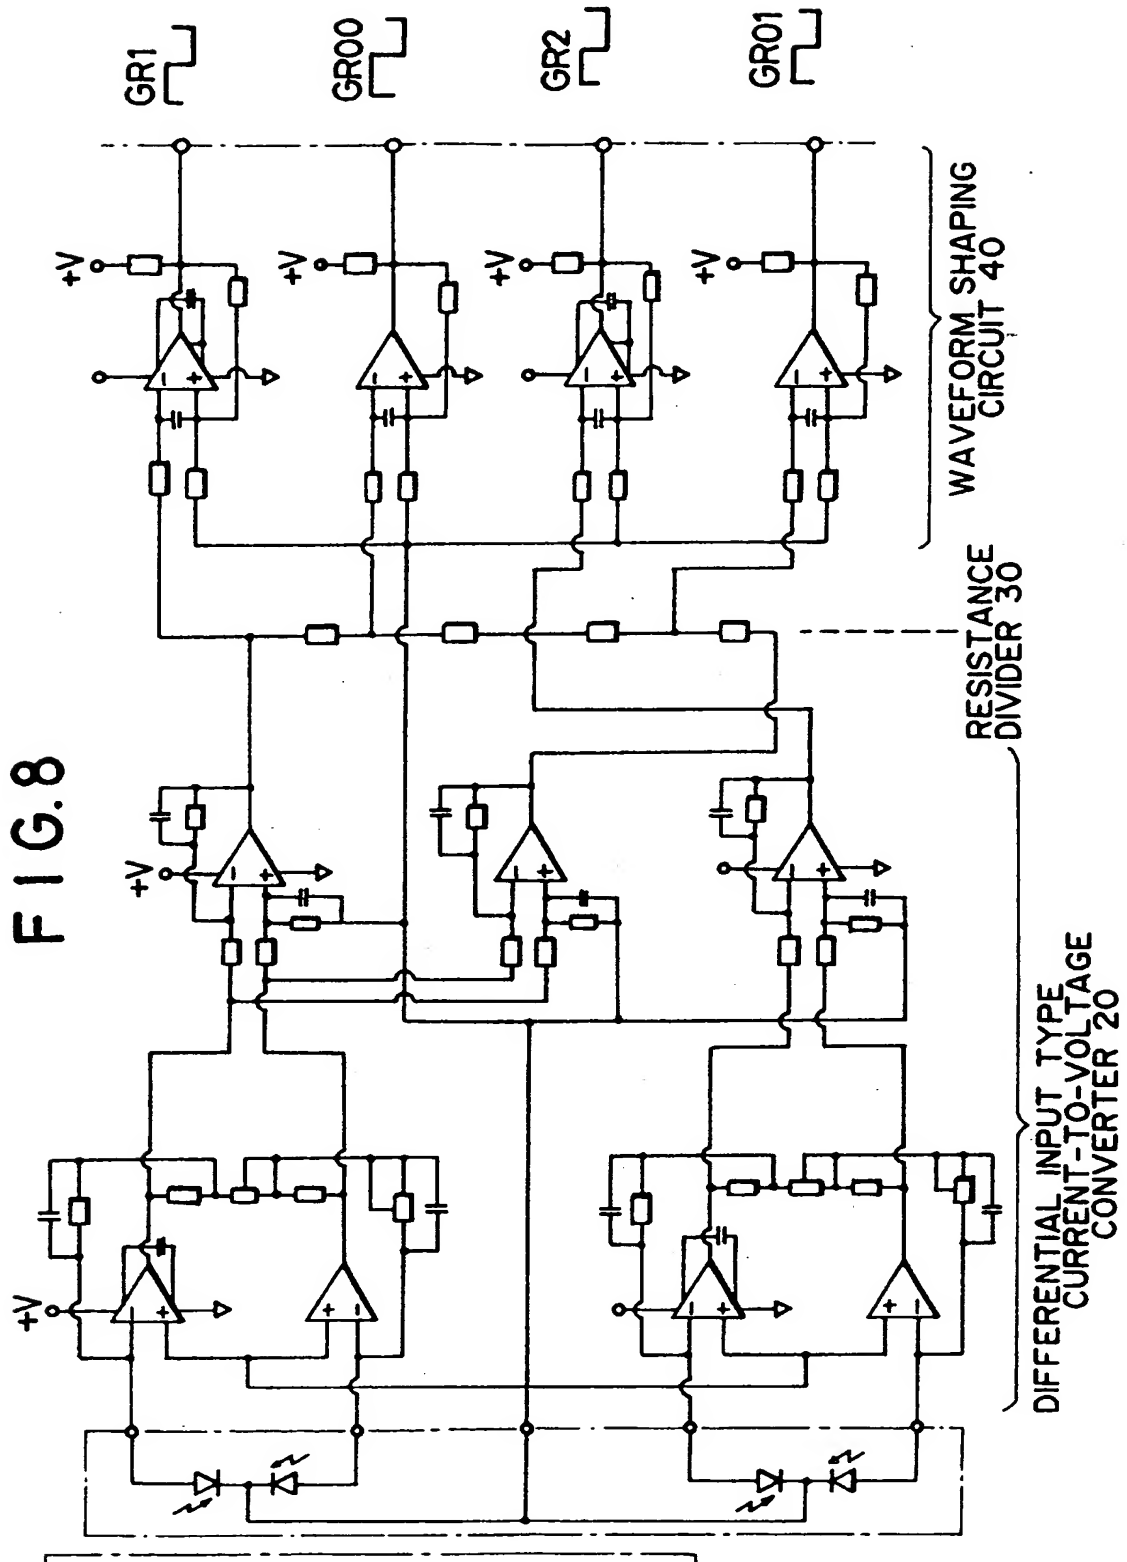 FIG.8
GR1
GR00
GR2
GR01
+V
+V
+V
+V
+V
+V
-
+
-
+
-
+
-
+
-
+
-
+
-
+
-
+
+
-
-
+
+
-
DIFFERENTIAL INPUT TYPE
CURRENT-TO-VOLTAGE
CONVERTER 20
RESISTANCE
DIVIDER 30
WAVEFORM SHAPING
CIRCUIT 40